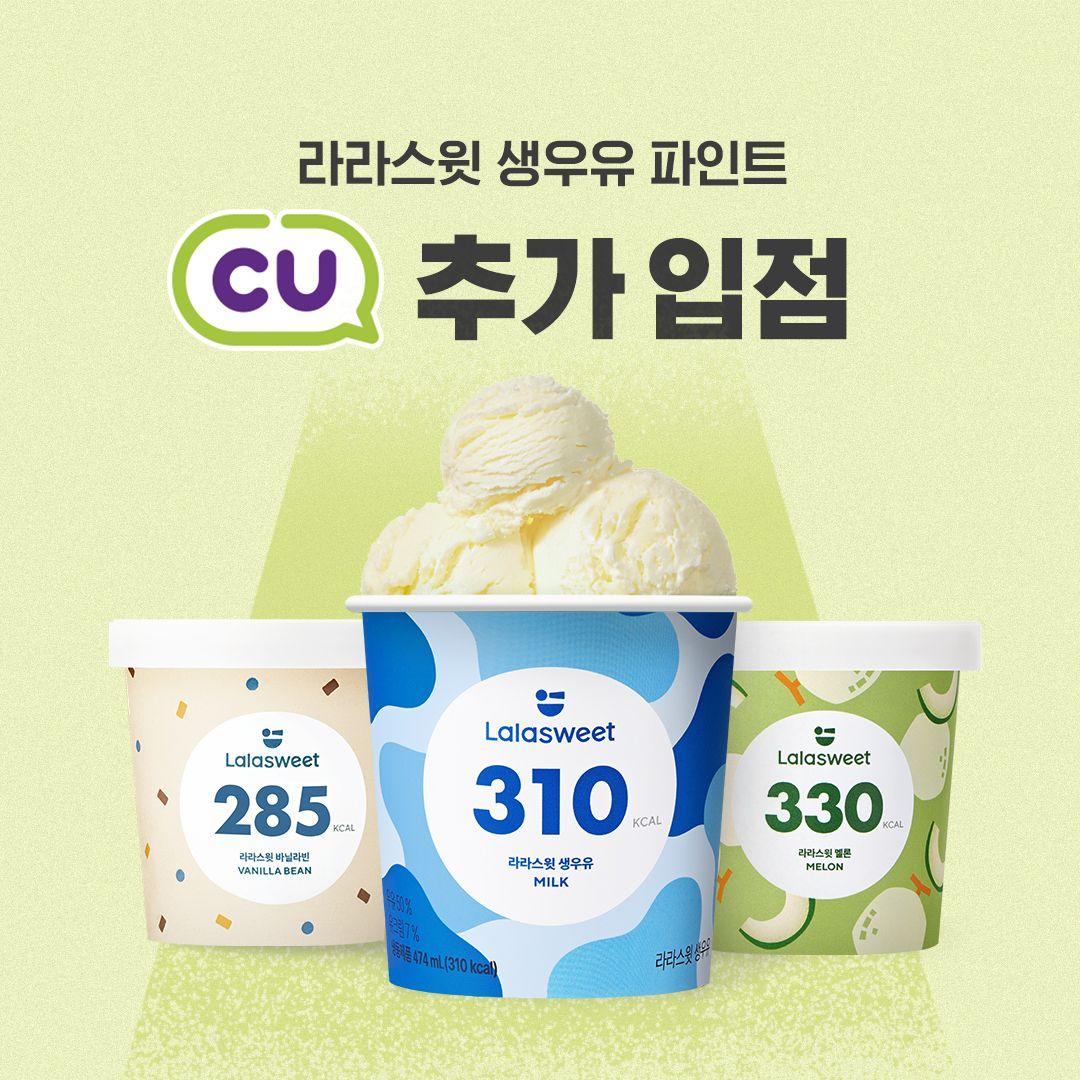 라라스윗 생우유 파인트
CU 추가 입점
Lalasweet
285 KCAL
라라스윗 바닐라빈
VANILLA BEAN
Lalasweet
310 KCAL
라라스윗 생우유
MILK
50 %
7 %
474 mL(310 kcal)
라라스윗 생우유
Lalasweet
330 KCAL
라라스윗 멜론
MELON